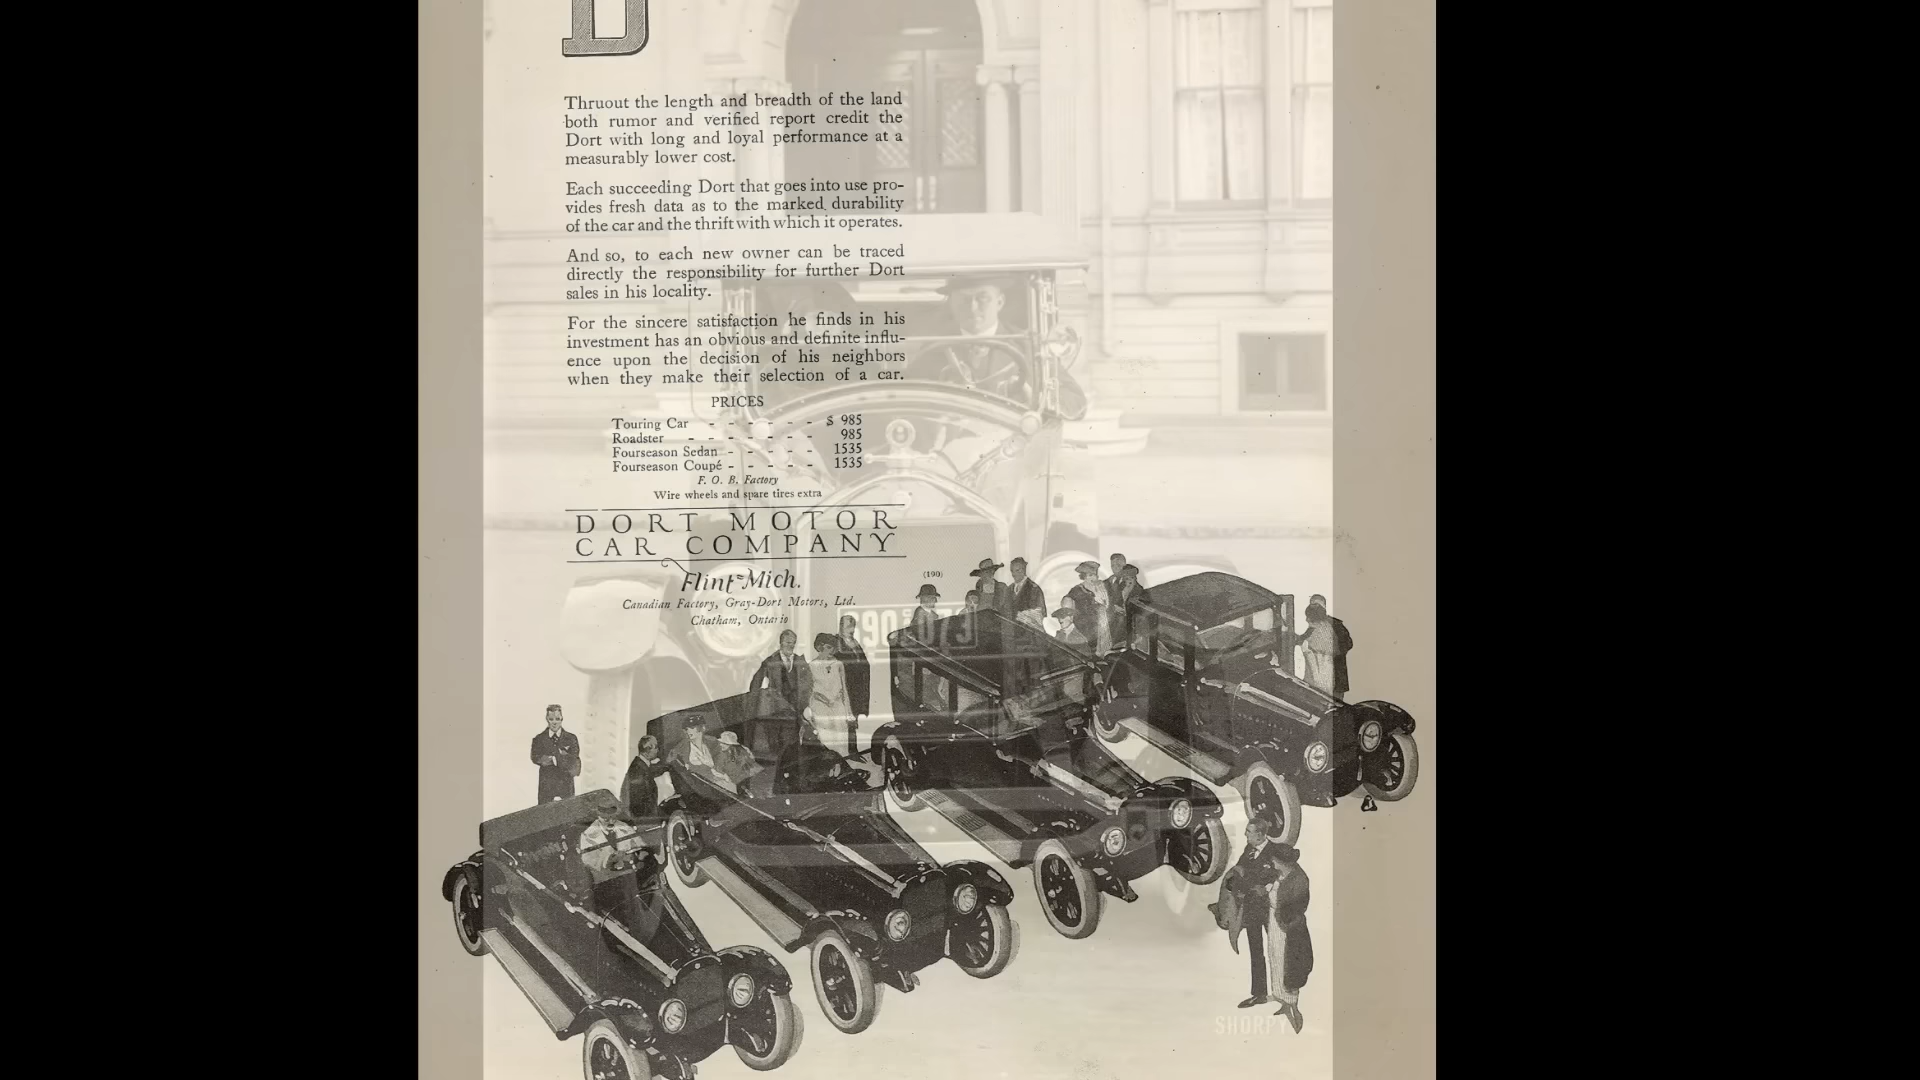 D
Thruout the length and breadth of the land
both rumor and verified report credit the
Dort with long and loyal performance at a
measurably lower cost.
Each succeeding Dort that goes into use pro-
vides fresh data as to the marked durability
of the car and the thrift with which it operates.
And so, to each new owner can be traced
directly the responsibility for further Dort
sales in his locality.
For the sincere satisfaction he finds in his
investment has an obvious and definite influ-
ence upon the decision of his neighbors
when they make their selection of a car.
PRICES
Touring Car - - - - - - $ 985
Roadster - - - - - - - 985
Fourseason Sedan - - - - - 1535
Fourseason Coupé - - - - - 1535
F. O. B. Factory
Wire wheels and spare tires extra
DORT MOTOR
CAR COMPANY
Flint-Mich.
(190)
Canadian Factory, Gray-Dort Motors, Ltd.
Chatham, Ontario
SHORPY